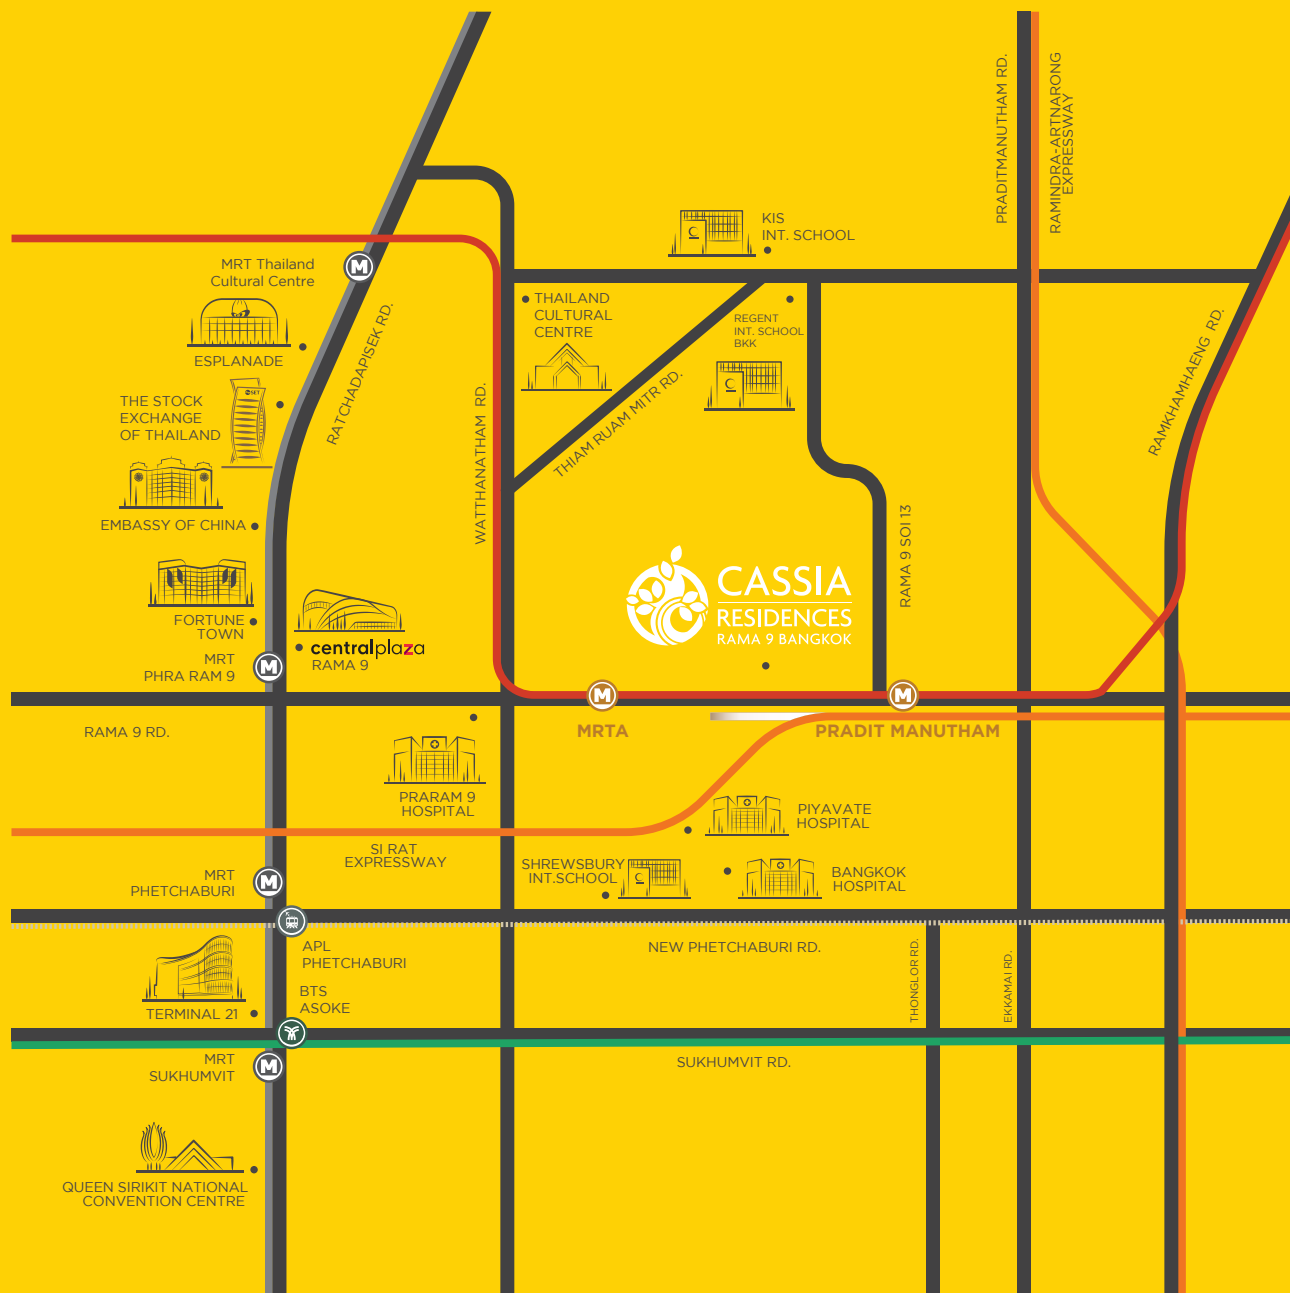 PRADITMANUTHAM RD.
RAMINDRA-ARTNARONG
EXPRESSWAY
KIS
INT. SCHOOL
MRT Thailand
Cultural Centre
M
THAILAND
CULTURAL
CENTRE
REGENT
INT. SCHOOL
BKK
RATCHADAPISEK RD.
ESPLANADE
THE STOCK
EXCHANGE
OF THAILAND
SET
WATTHANATHAM RD.
THIAM RUAM MITR RD.
RAMKHAMHAENG RD.
EMBASSY OF CHINA
RAMA 9 SOI 13
CASSIA
RESIDENCES
RAMA 9 BANGKOK
FORTUNE
TOWN
centralplaza
RAMA 9
MRT
PHRA RAM 9
M
M
M
RAMA 9 RD.
MRTA
PRADIT MANUTHAM
PRARAM 9
HOSPITAL
PIYAVATE
HOSPITAL
SI RAT
EXPRESSWAY
SHREWSBURY
INT.SCHOOL
BANGKOK
HOSPITAL
MRT
PHETCHABURI
M
APL
PHETCHABURI
NEW PHETCHABURI RD.
THONGLOR RD.
EKKAMAI RD.
BTS
ASOKE
TERMINAL 21
MRT
SUKHUMVIT
M
SUKHUMVIT RD.
QUEEN SIRIKIT NATIONAL
CONVENTION CENTRE